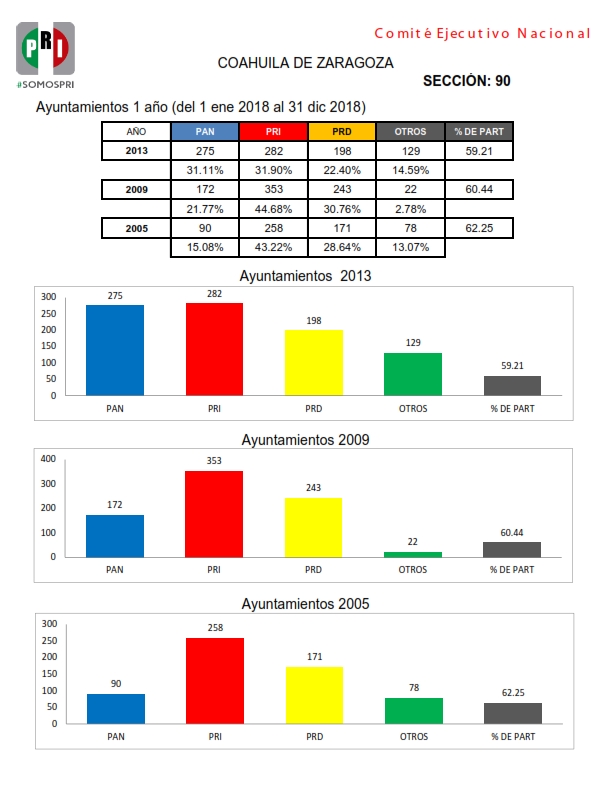 Comité Ejecutivo Nacional
PRI
#SOMOSPRI
COAHUILA DE ZARAGOZA
SECCIÓN: 90
Ayuntamientos 1 año (del 1 ene 2018 al 31 dic 2018)
AÑO PAN PRI PRD OTROS % DE PART
2013 275 282 198 129 59.21
31.11% 31.90% 22.40% 14.59%
2009 172 353 243 22 60.44
21.77% 44.68% 30.76% 2.78%
2005 90 258 171 78 62.25
15.08% 43.22% 28.64% 13.07%
Ayuntamientos 2013
300
250
200
150
100
50
0
275 282 198 129 59.21
PAN PRI PRD OTROS % DE PART
Ayuntamientos 2009
400
300
200
100
0
172 353 243 22 60.44
PAN PRI PRD OTROS % DE PART
Ayuntamientos 2005
300
250
200
150
100
50
0
90 258 171 78 62.25
PAN PRI PRD OTROS % DE PART